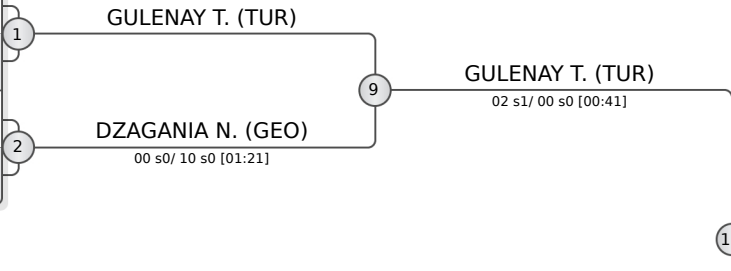 GULENAY T. (TUR)
1
GULENAY T. (TUR)
9
02 s1/ 00 s0 [00:41]
DZAGANIA N. (GEO)
2
00 s0/ 10 s0 [01:21]